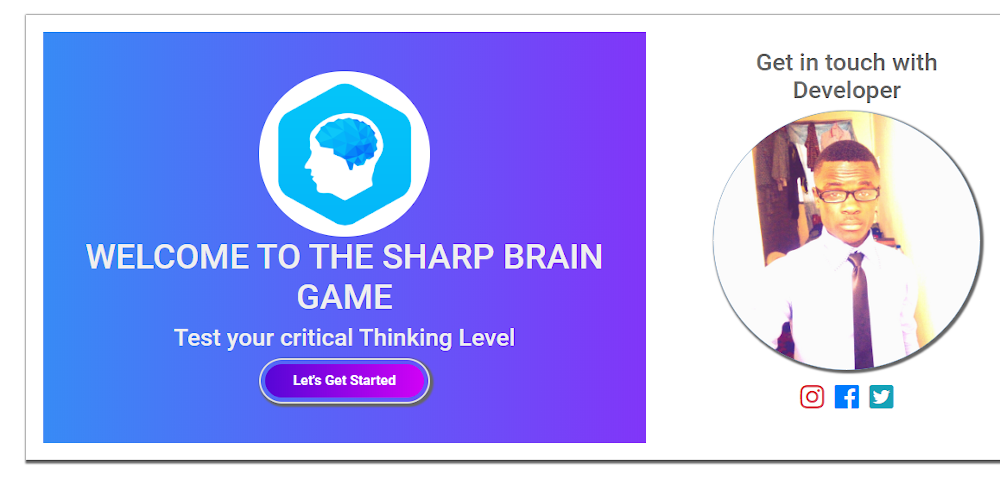 WELCOME TO THE SHARP BRAIN
GAME
Test your critical Thinking Level
Let's Get Started
Get in touch with
Developer